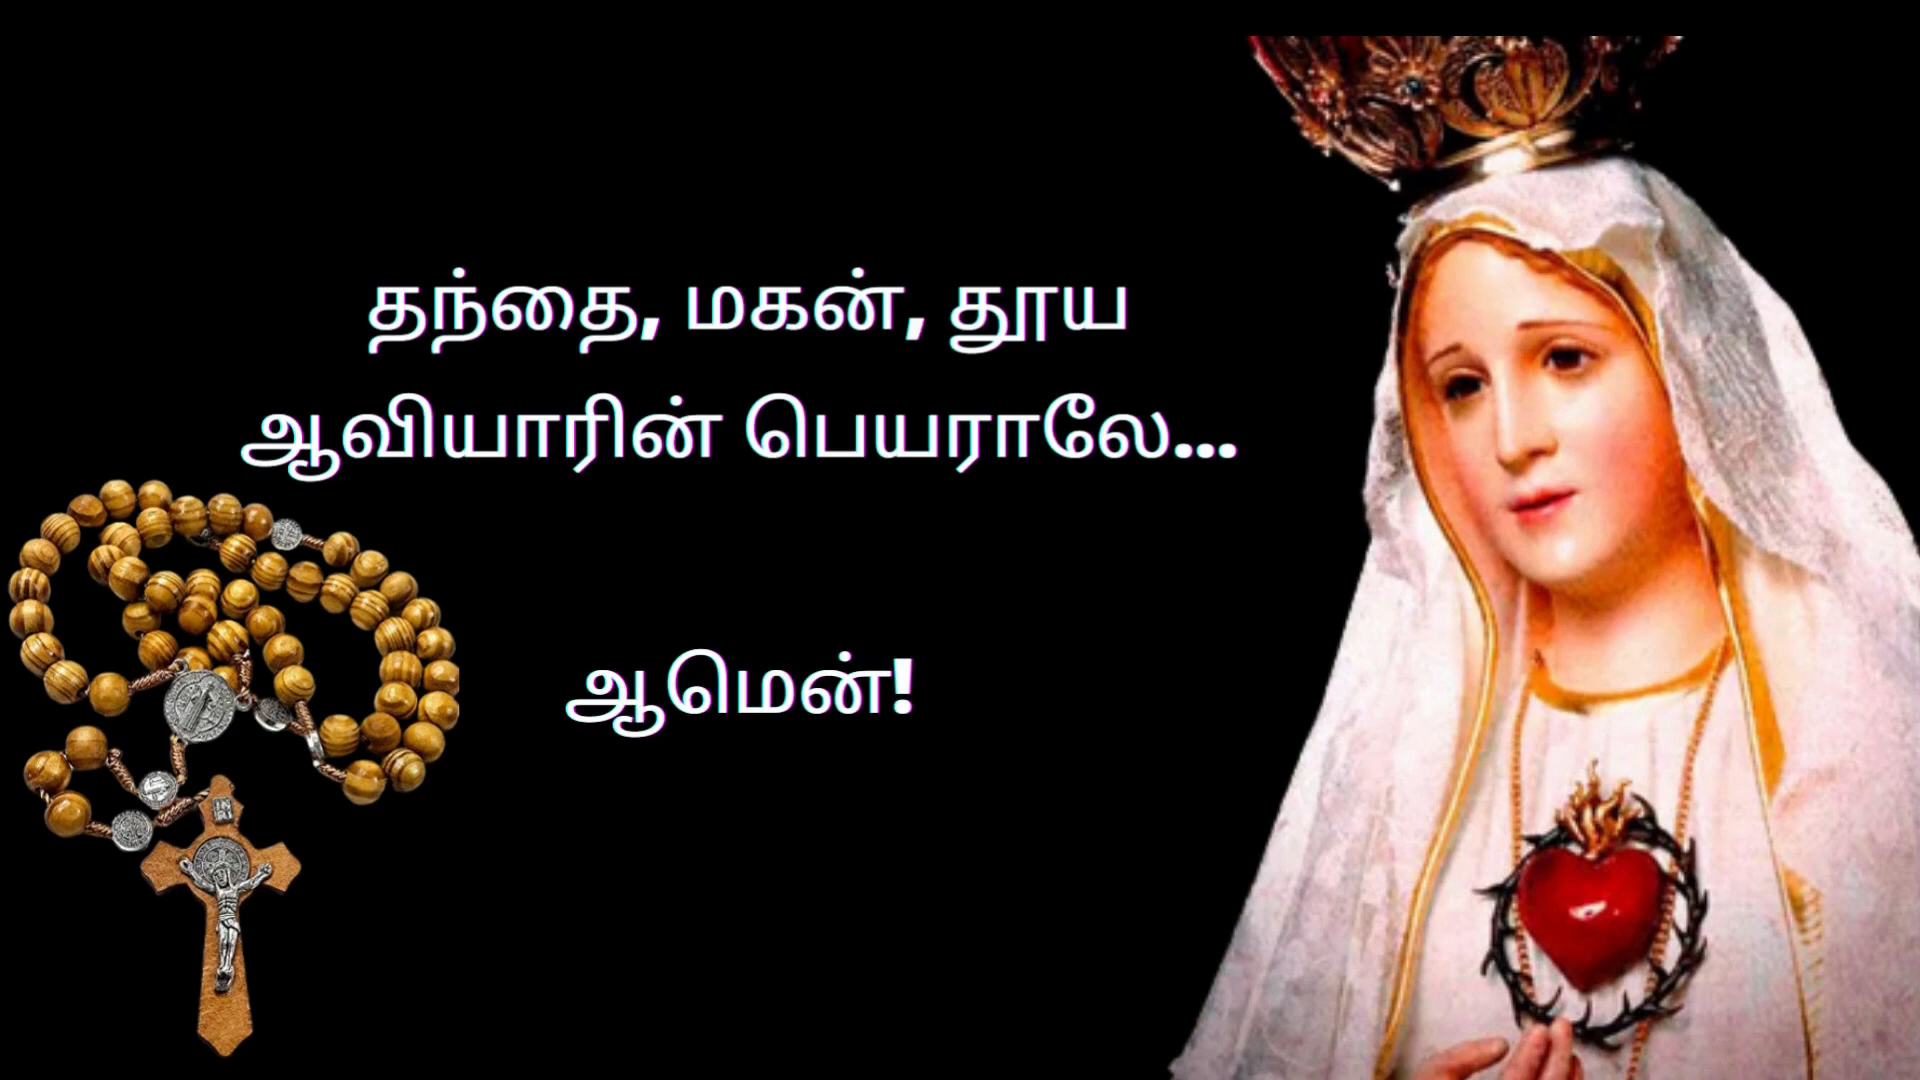 தந்தை, மகன், தூய
ஆவியாரின் பெயராலே...
ஆமென்!